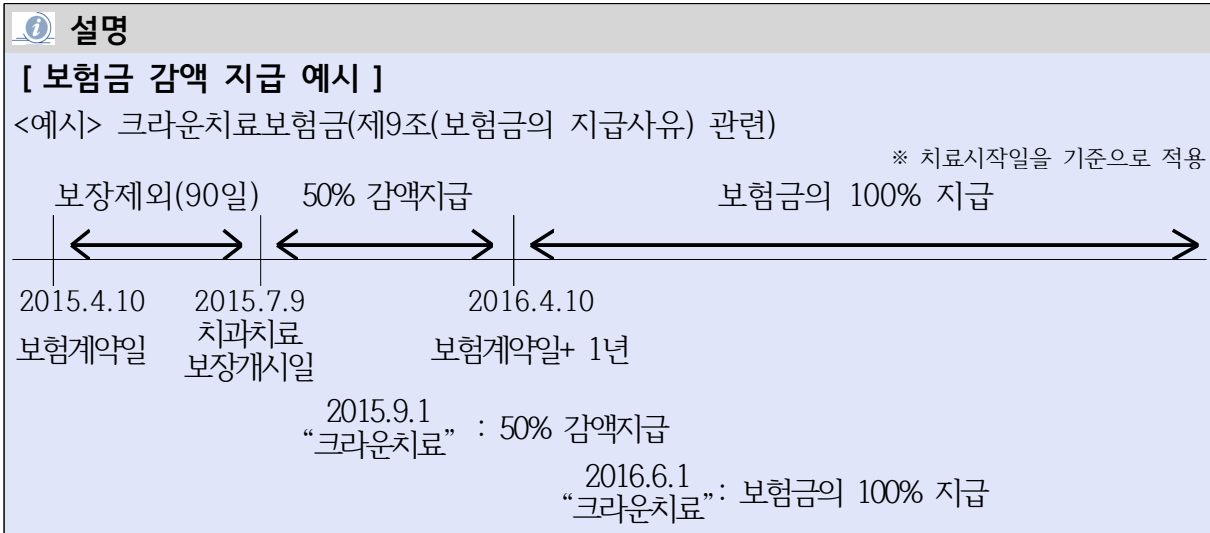 설명
[ 보험금 감액 지급 예시 ]
<예시> 크라운치료보험금(제9조(보험금의 지급사유) 관련)
※ 치료시작일을 기준으로 적용
보장제외(90일) 50% 감액지급 보험금의 100% 지급
2015.4.10 2015.7.9 2016.4.10
보험계약일 치과치료 보장개시일 보험계약일+ 1년
2015.9.1
“크라운치료” : 50% 감액지급
2016.6.1
“크라운치료”: 보험금의 100% 지급